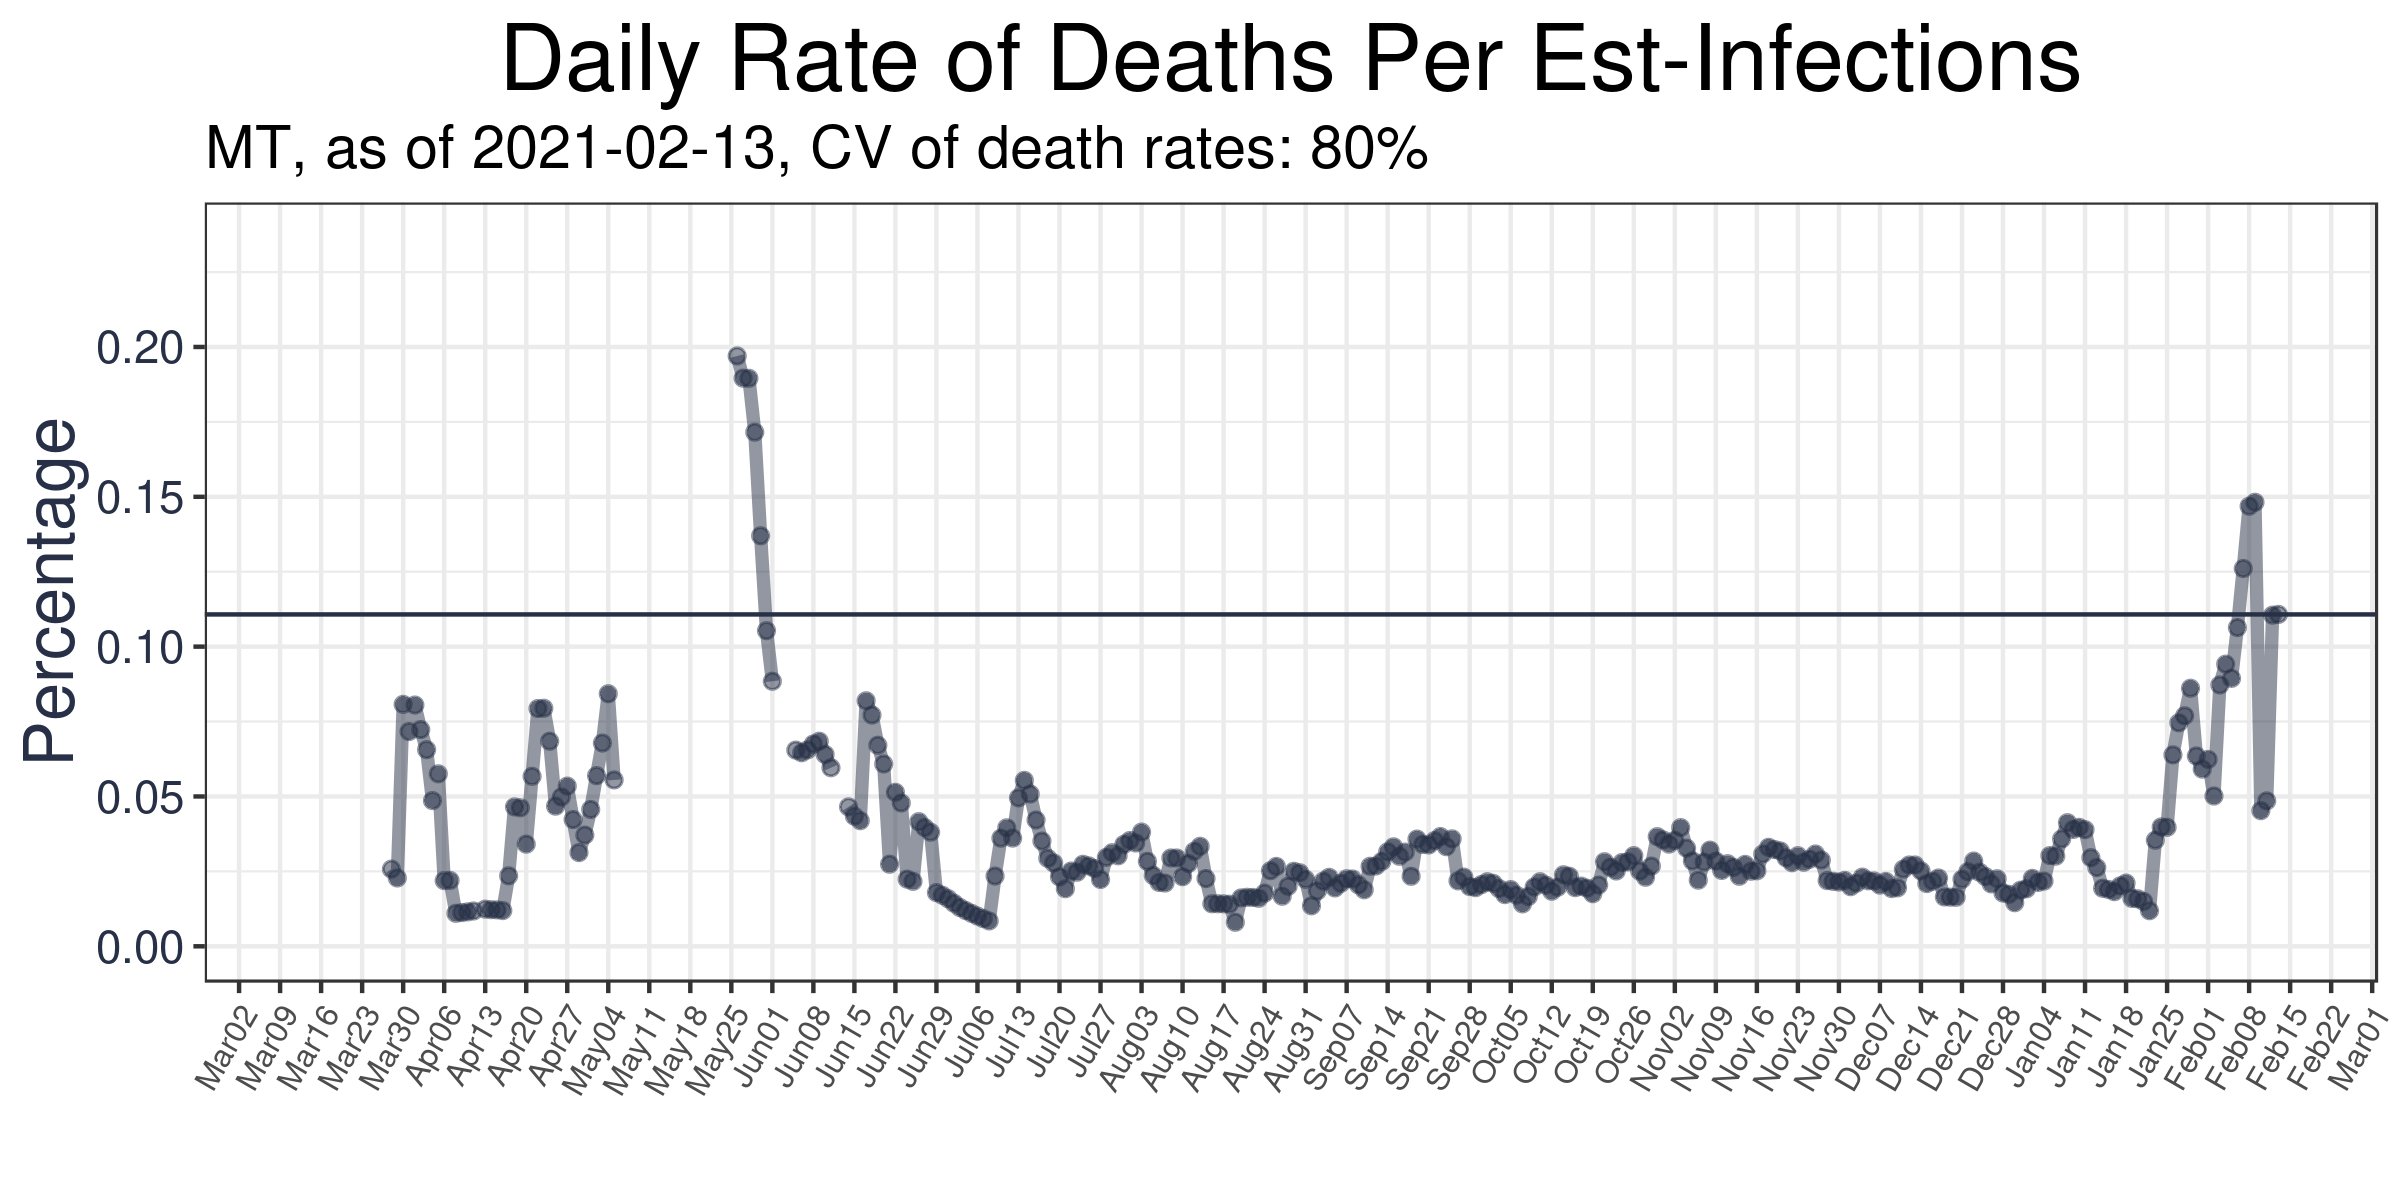 Daily Rate of Deaths Per Est-Infections
MT, as of 2021-02-13, CV of death rates: 80%
Percentage
0.20
0.15
0.10
0.05
0.00
Mar02
Mar09
Mar16
Mar23
Mar30
Apr06
Apr13
Apr20
Apr27
May04
May11
May18
May25
Jun01
Jun08
Jun15
Jun22
Jun29
Jul06
Jul13
Jul20
Jul27
Aug03
Aug10
Aug17
Aug24
Aug31
Sep07
Sep14
Sep21
Sep28
Oct05
Oct12
Oct19
Oct26
Nov02
Nov09
Nov16
Nov23
Nov30
Dec07
Dec14
Dec21
Dec28
Jan04
Jan11
Jan18
Jan25
Feb01
Feb08
Feb15
Feb22
Mar01